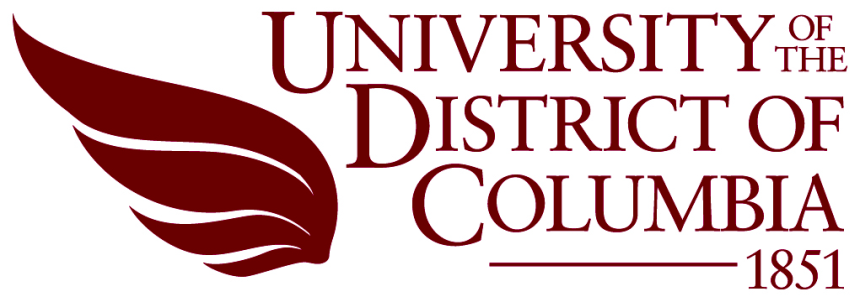 UNIVERSITY OF THE
DISTRICT OF
COLUMBIA
1851